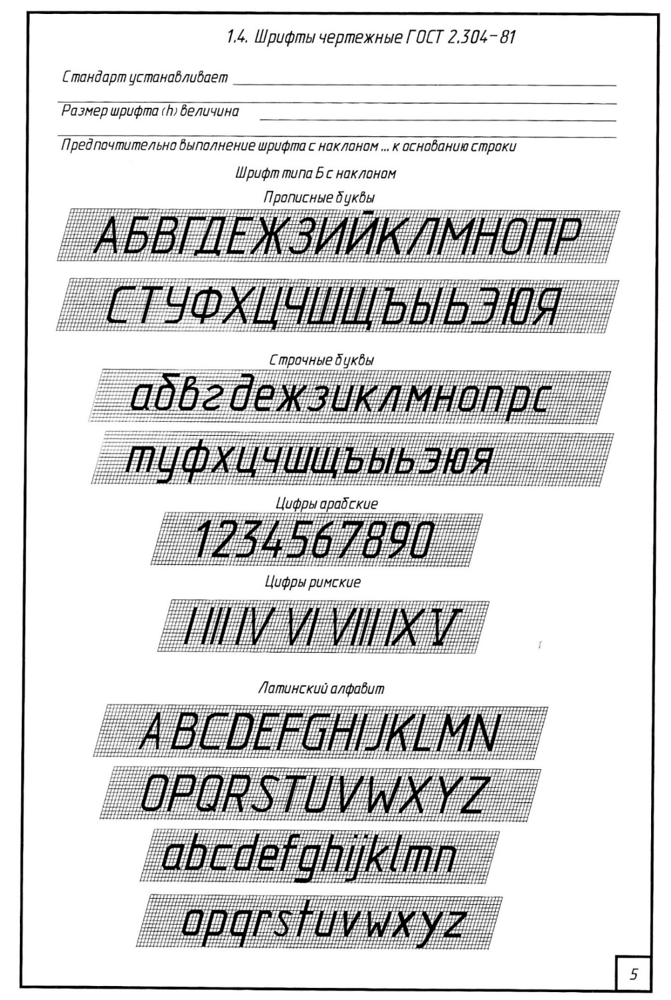 1.4. Шрифты чертежные ГОСТ 2.304-81
Стандарт устанавливает
Размер шрифта (h) величина
Предпочтительно выполнение шрифта с наклоном ... к основанию строки
Шрифт типа Б с наклоном
Прописные буквы
АБВГДЕЖЗИЙКЛМНОПР
СТУФХЦЧШЩЪЫЬЭЮЯ
Строчные буквы
абвгдежзиклмнопрс
туфхцчшщъыьэюя
Цифры арабские
1234567890
Цифры римские
I III IV VI VIII IX V
Латинский алфавит
ABCDEFGHIJKLMN
OPQRSTUVWXYZ
abcdefghijklmn
opqrstuvwxyz
5